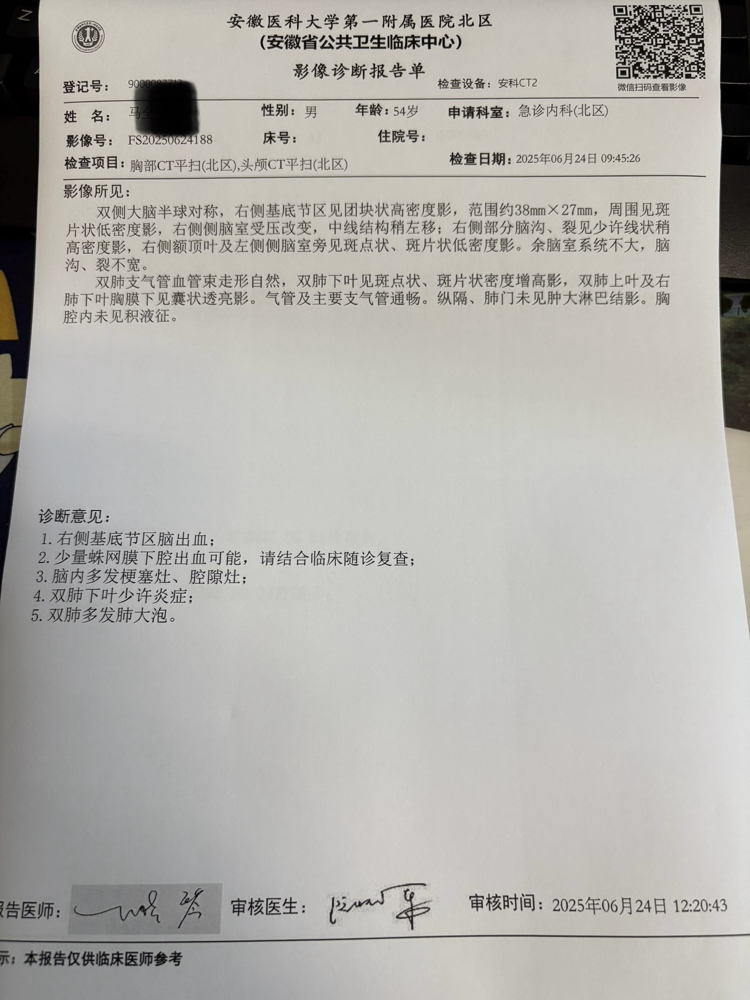 安徽医科大学第一附属医院北区
(安徽省公共卫生临床中心)
影像诊断报告单
微信扫码查看影像
登记号： 9000087713 检查设备：安科CT2
姓 名： 马全 性别：男 年龄：54岁 申请科室：急诊内科(北区)
影像号： FS20250624188 床号： 住院号：
检查项目：胸部CT平扫(北区),头颅CT平扫(北区) 检查日期：2025年06月24日 09:45:26
影像所见：
双侧大脑半球对称，右侧基底节区见团块状高密度影，范围约38mm×27mm，周围见斑
片状低密度影，右侧侧脑室受压改变，中线结构稍左移；右侧部分脑沟、裂见少许线状稍
高密度影，右侧额顶叶及左侧侧脑室旁见斑点状、斑片状低密度影。余脑室系统不大，脑
沟、裂不宽。
双肺支气管血管束走形自然，双肺下叶见斑点状、斑片状密度增高影，双肺上叶及右
肺下叶胸膜下见囊状透亮影。气管及主要支气管通畅。纵隔、肺门未见肿大淋巴结影。胸
腔内未见积液征。
诊断意见：
1. 右侧基底节区脑出血；
2. 少量蛛网膜下腔出血可能，请结合临床随诊复查；
3. 脑内多发梗塞灶、腔隙灶；
4. 双肺下叶少许炎症；
5. 双肺多发肺大泡。
报告医师： 审核医生： 审核时间：2025年06月24日 12:20:43
示：本报告仅供临床医师参考